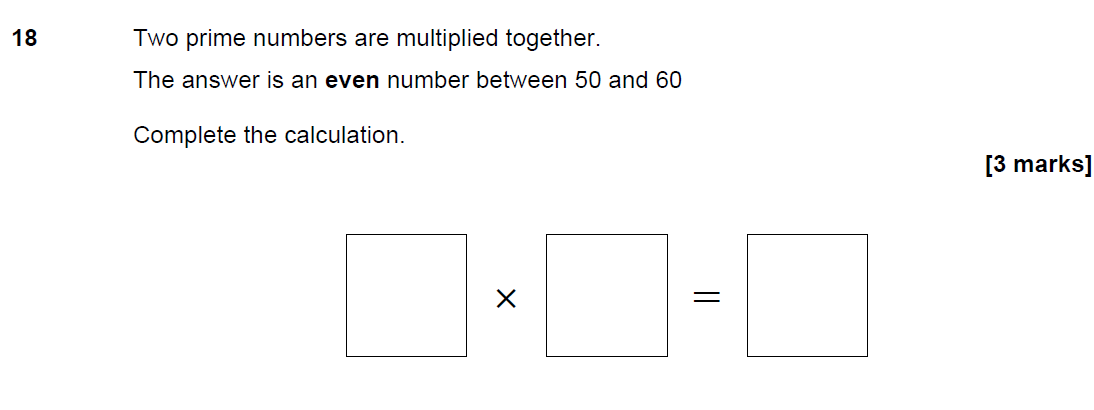 18 Two prime numbers are multiplied together.
The answer is an even number between 50 and 60
Complete the calculation.
[3 marks]
× =